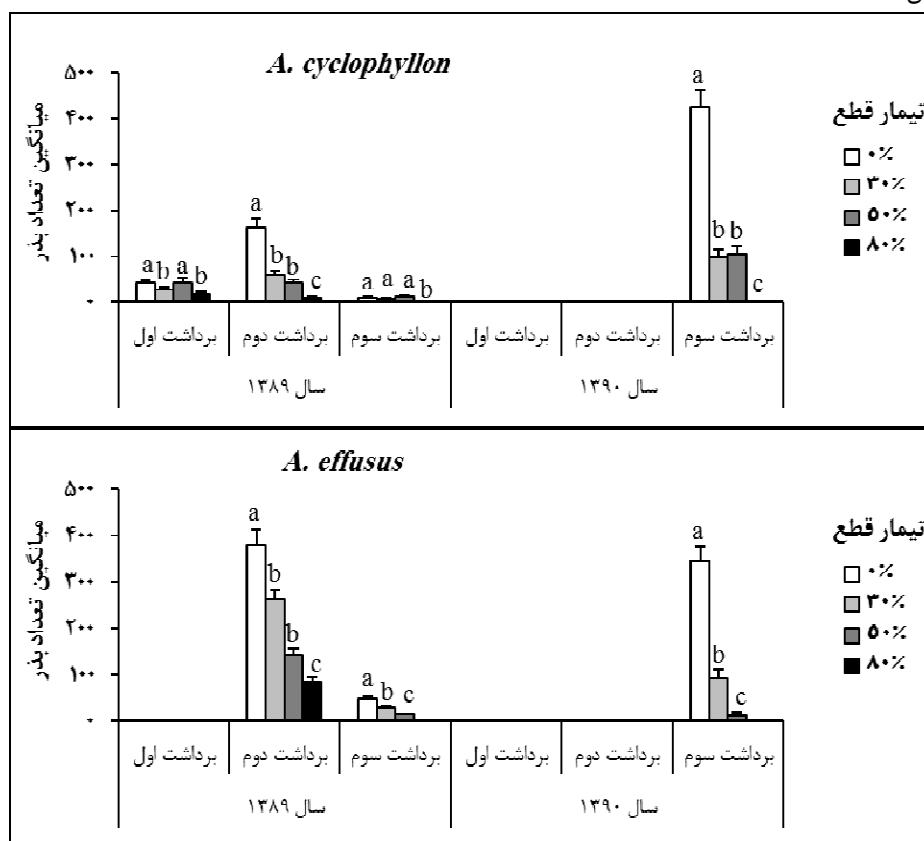 A. cyclophyllon
میانگین تعداد بذر
۵۰۰
۴۰۰
۳۰۰
۲۰۰
۱۰۰
۰
a b a b
a b b c
a a a b
a b b c
برداشت اول برداشت دوم برداشت سوم برداشت اول برداشت دوم برداشت سوم
سال ۱۳۸۹ سال ۱۳۹۰
تیمار قطع
۰٪
۳۰٪
۵۰٪
۸۰٪
A. effusus
میانگین تعداد بذر
۵۰۰
۴۰۰
۳۰۰
۲۰۰
۱۰۰
۰
a b b c
a b c
a b c
برداشت اول برداشت دوم برداشت سوم برداشت اول برداشت دوم برداشت سوم
سال ۱۳۸۹ سال ۱۳۹۰
تیمار قطع
۰٪
۳۰٪
۵۰٪
۸۰٪